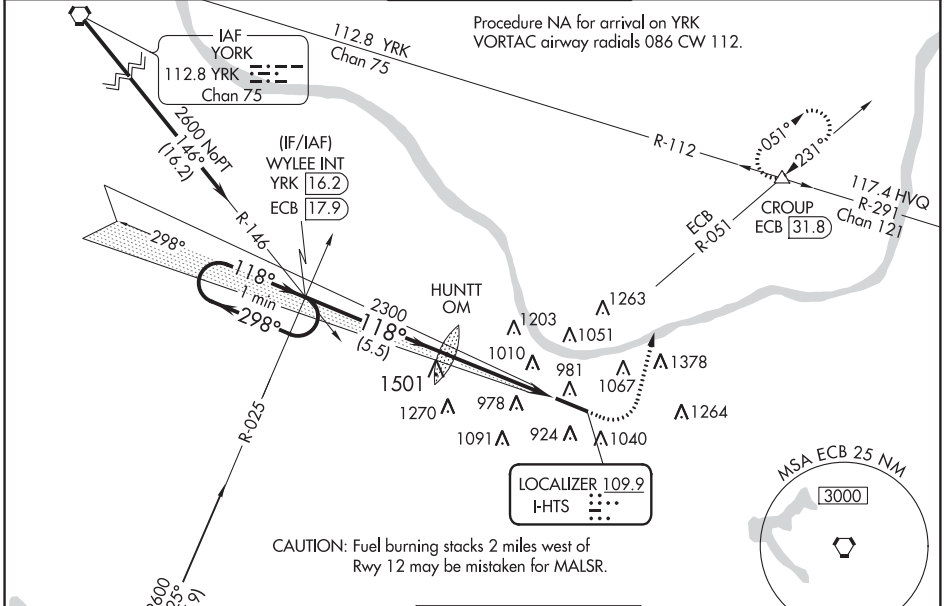 Procedure NA for arrival on YRK
VORTAC airway radials 086 CW 112.
IAF
YORK
112.8 YRK
Chan 75
112.8 YRK
Chan 75
2600 NoPT
146°
(16.2)
R-146
(IF/IAF)
WYLEE INT
YRK 16.2
ECB 17.9
R-112
051°
231°
117.4 HVQ
R-291
Chan 121
CROUP
ECB 31.8
ECB
R-051
298°
118°
1 min
298°
2300
118°
(5.5)
HUNTT
OM
1263
1203
1051
1010
981
1067
1378
1501
1270
978
1264
1091
924
1040
R-025
LOCALIZER 109.9
I-HTS
MSA ECB 25 NM
3000
CAUTION: Fuel burning stacks 2 miles west of
Rwy 12 may be mistaken for MALSR.